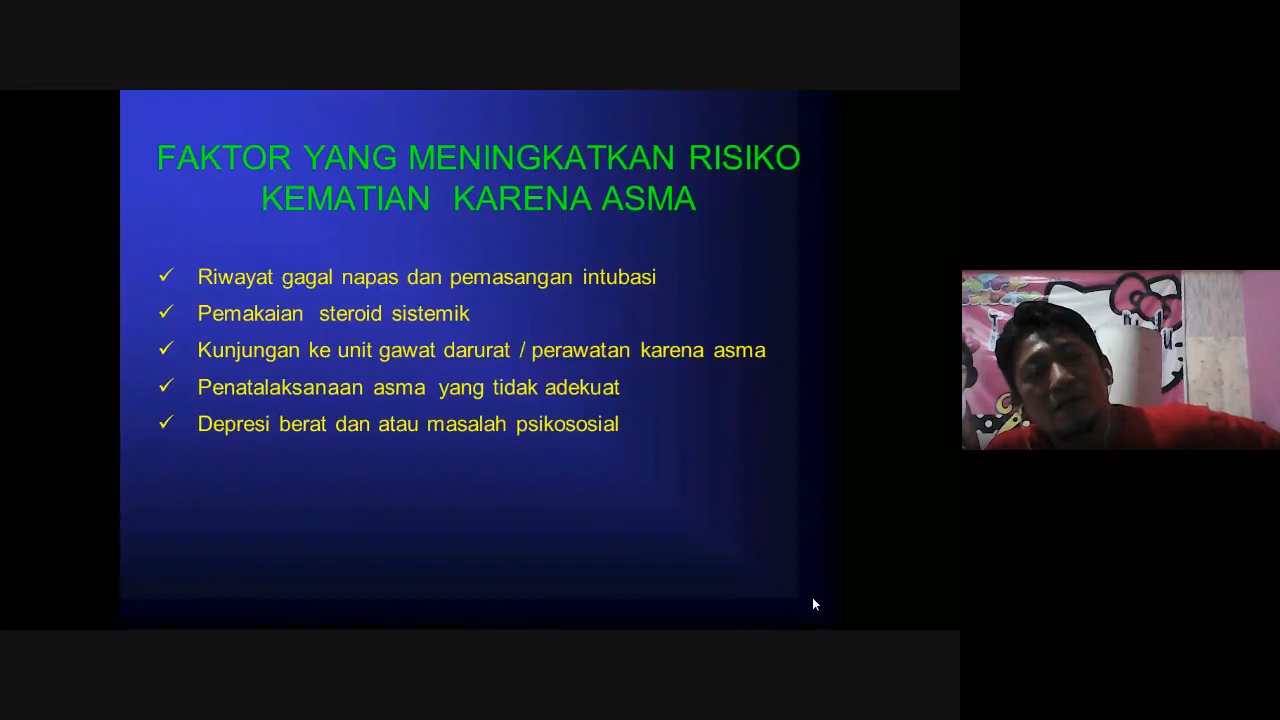 FAKTOR YANG MENINGKATKAN RISIKO
KEMATIAN KARENA ASMA
✓ Riwayat gagal napas dan pemasangan intubasi
✓ Pemakaian steroid sistemik
✓ Kunjungan ke unit gawat darurat / perawatan karena asma
✓ Penatalaksanaan asma yang tidak adekuat
✓ Depresi berat dan atau masalah psikososial